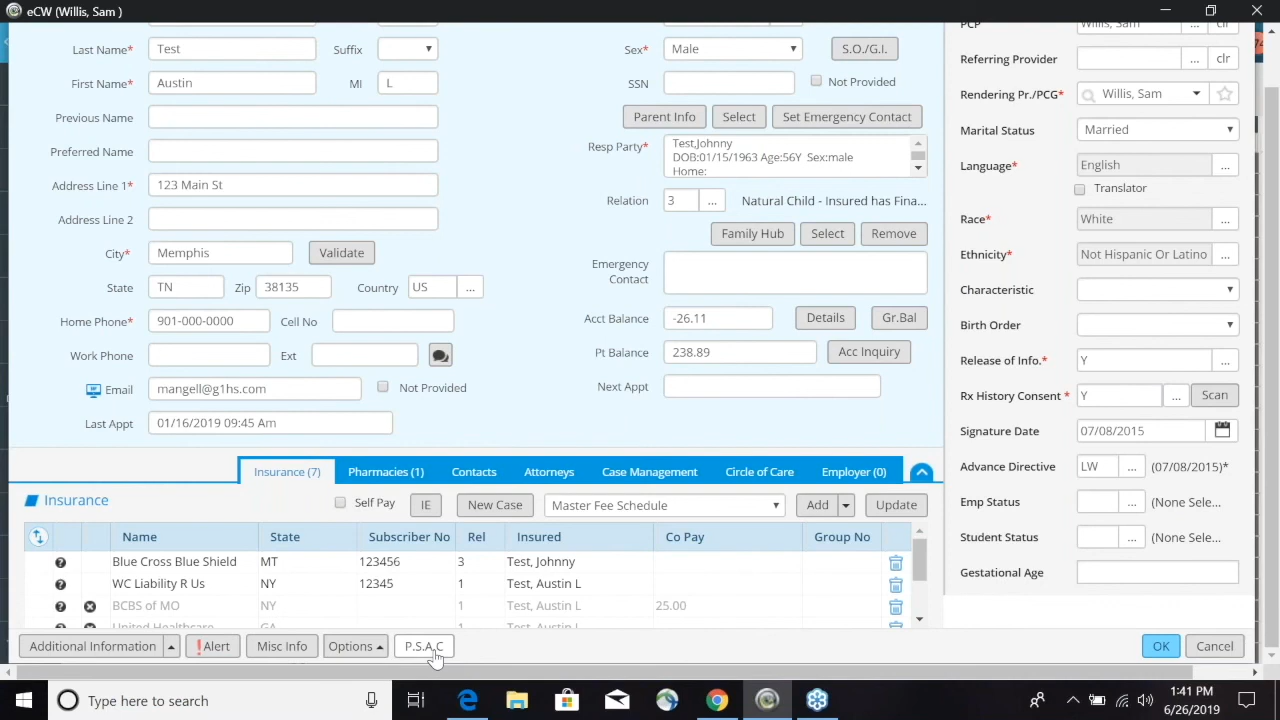 eCW (Willis, Sam )
PCP Willis, Sam ... clr
Last Name* Test Suffix Sex* Male S.O./G.I.
Referring Provider ... clr
First Name* Austin MI L SSN Not Provided
Rendering Pr./PCG* Willis, Sam
Previous Name Parent Info Select Set Emergency Contact
Marital Status Married
Preferred Name Resp Party* Test,Johnny
DOB:01/15/1963 Age:56Y Sex:male
Home:
Language* English ...
Translator
Address Line 1* 123 Main St
Relation 3 ... Natural Child - Insured has Fina...
Race* White ...
Address Line 2
Family Hub Select Remove
City* Memphis Validate
Emergency Contact
Ethnicity* Not Hispanic Or Latino ...
State TN Zip 38135 Country US ...
Characteristic
Home Phone* 901-000-0000 Cell No
Acct Balance -26.11 Details Gr.Bal
Birth Order
Work Phone Ext
Pt Balance 238.89 Acc Inquiry
Release of Info.* Y ...
Email mangell@g1hs.com Not Provided
Next Appt
Rx History Consent * Y ... Scan
Last Appt 01/16/2019 09:45 Am
Signature Date 07/08/2015
Insurance (7) Pharmacies (1) Contacts Attorneys Case Management Circle of Care Employer (0)
Advance Directive LW ... (07/08/2015)*
Insurance Self Pay IE New Case Master Fee Schedule Add Update
Emp Status ... (None Sele...
Name State Subscriber No Rel Insured Co Pay Group No
Student Status ... (None Sele...
Blue Cross Blue Shield MT 123456 3 Test, Johnny
Gestational Age
WC Liability R Us NY 12345 1 Test, Austin L
BCBS of MO NY 1 Test, Austin L 25.00
United Healthcare GA 1 Test, Austin L
Additional Information !Alert Misc Info Options P.S.A.C OK Cancel
Type here to search
1:41 PM
6/26/2019